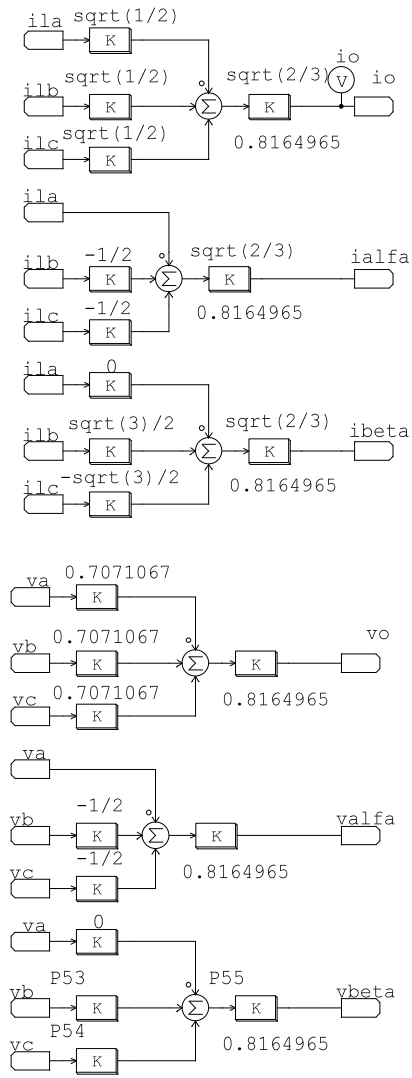 ila sqrt(1/2)
K
io
V
ilb sqrt(1/2) sqrt(2/3) io
K Σ K
ilc sqrt(1/2) 0.8164965
K
ila
ilb -1/2 sqrt(2/3) ialfa
K Σ K
ilc -1/2 0.8164965
K
ila 0
K
ilb sqrt(3)/2 sqrt(2/3) ibeta
K Σ K
ilc -sqrt(3)/2 0.8164965
K
va 0.7071067
K
vb 0.7071067 vo
K Σ K
vc 0.7071067 0.8164965
K
va
vb -1/2 valfa
K Σ K
vc -1/2 0.8164965
K
va 0
K
vb P53 P55 vbeta
K Σ K
vc P54 0.8164965
K